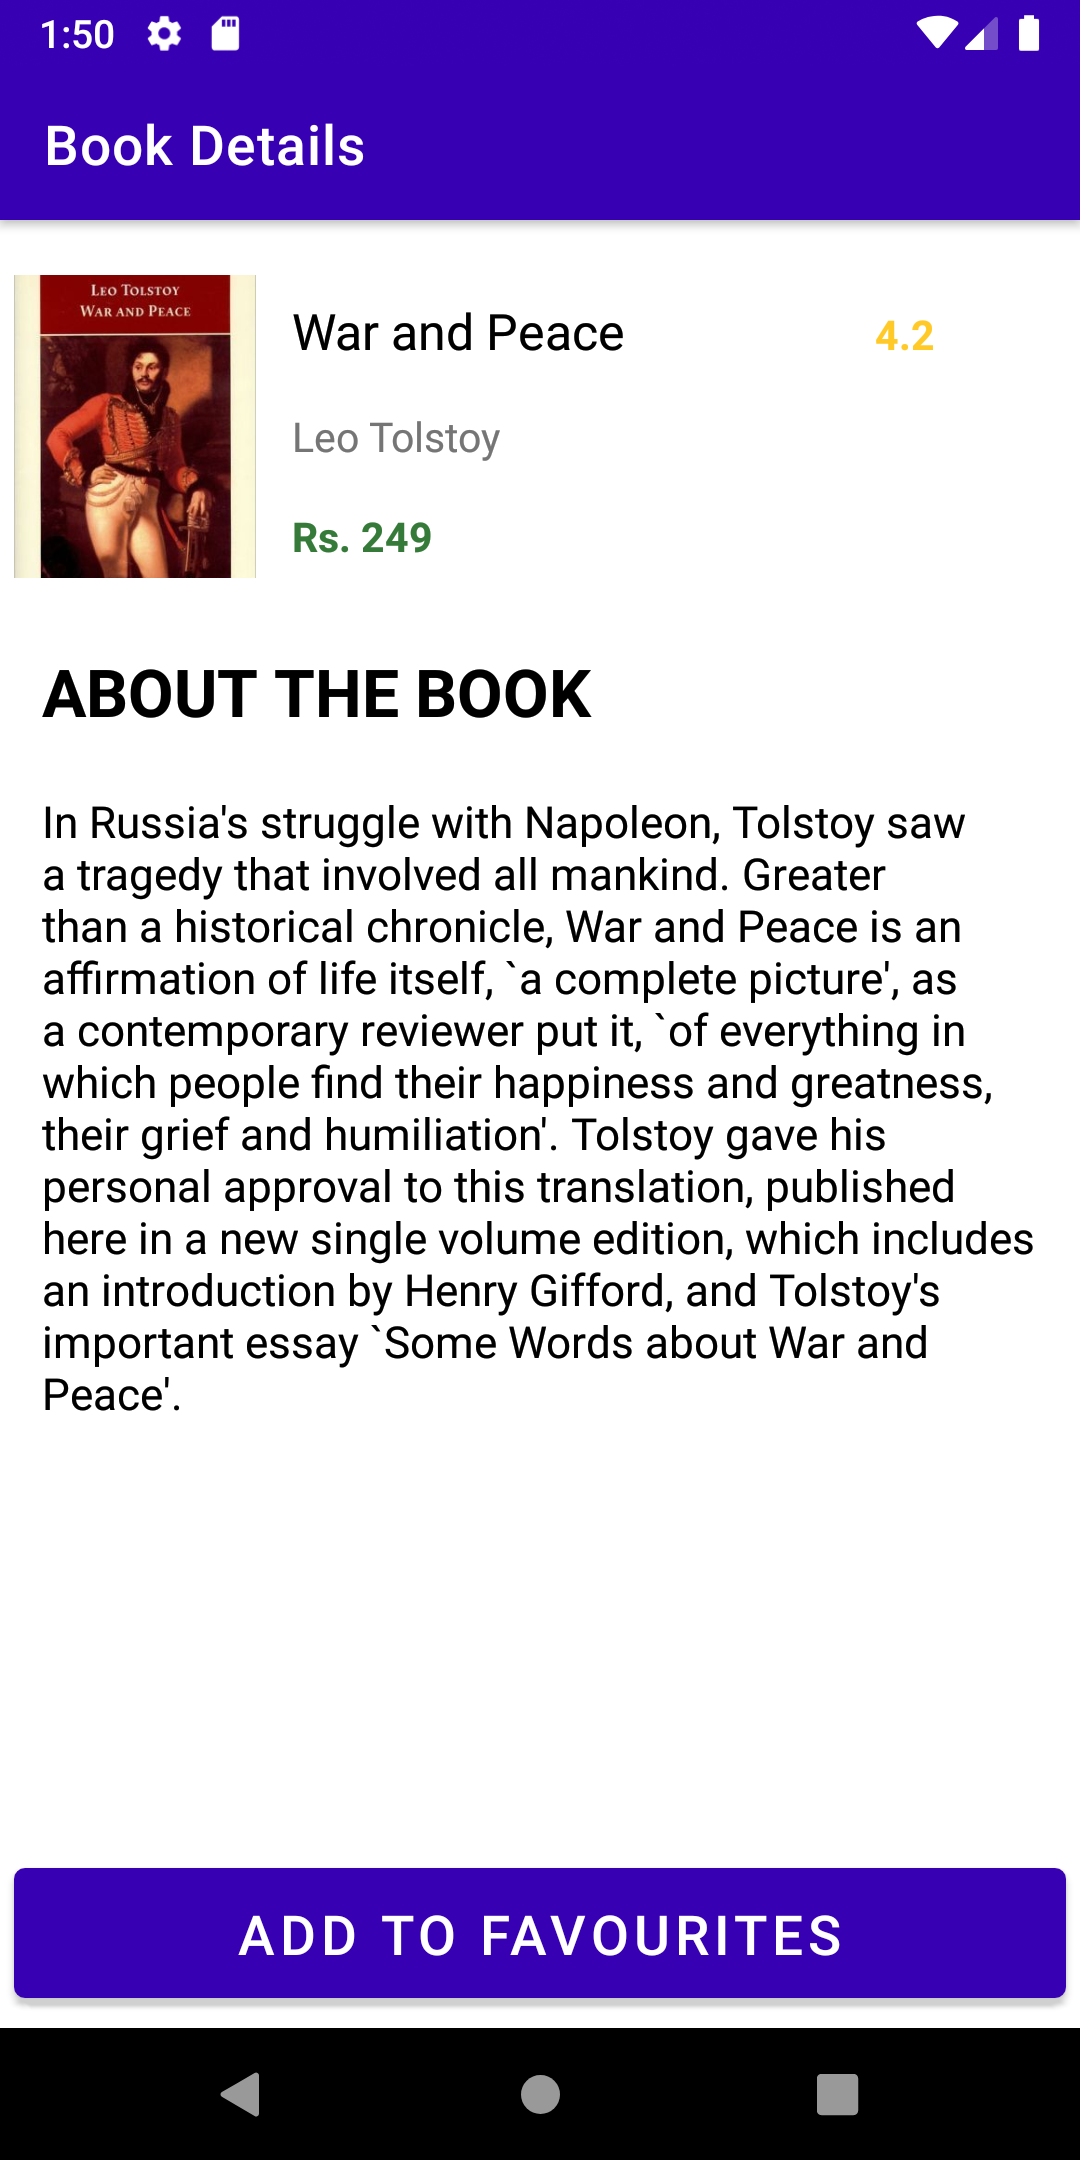 1:50
Book Details
LEO TOLSTOY
WAR AND PEACE
War and Peace
4.2
Leo Tolstoy
Rs. 249
ABOUT THE BOOK
In Russia's struggle with Napoleon, Tolstoy saw
a tragedy that involved all mankind. Greater
than a historical chronicle, War and Peace is an
affirmation of life itself, `a complete picture', as
a contemporary reviewer put it, `of everything in
which people find their happiness and greatness,
their grief and humiliation'. Tolstoy gave his
personal approval to this translation, published
here in a new single volume edition, which includes
an introduction by Henry Gifford, and Tolstoy's
important essay `Some Words about War and
Peace'.
ADD TO FAVOURITES